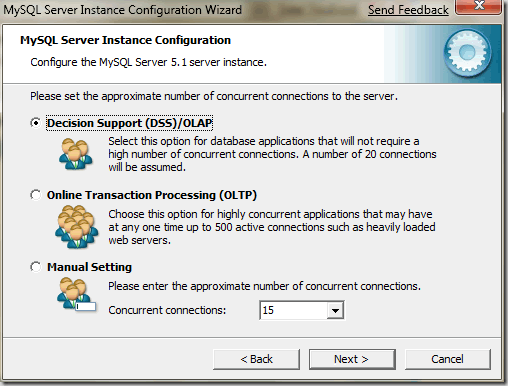 MySQL Server Instance Configuration Wizard
Send Feedback
MySQL Server Instance Configuration
Configure the MySQL Server 5.1 server instance.
Please set the approximate number of concurrent connections to the server.
Decision Support (DSS)/OLAP
Select this option for database applications that will not require a
high number of concurrent connections. A number of 20 connections
will be assumed.
Online Transaction Processing (OLTP)
Choose this option for highly concurrent applications that may have
at any one time up to 500 active connections such as heavily loaded
web servers.
Manual Setting
Please enter the approximate number of concurrent connections.
Concurrent connections:
15
< Back
Next >
Cancel